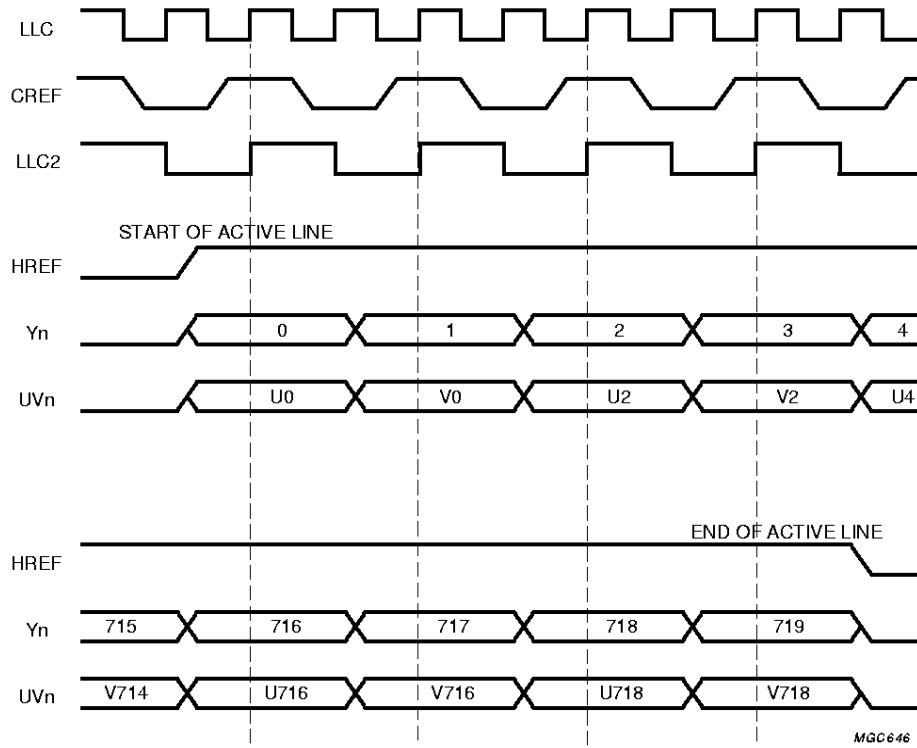 LLC
CREF
LLC2
START OF ACTIVE LINE
HREF
Yn 0 1 2 3 4
UVn U0 V0 U2 V2 U4
END OF ACTIVE LINE
HREF
Yn 715 716 717 718 719
UVn V714 U716 V716 U718 V718
MGC646